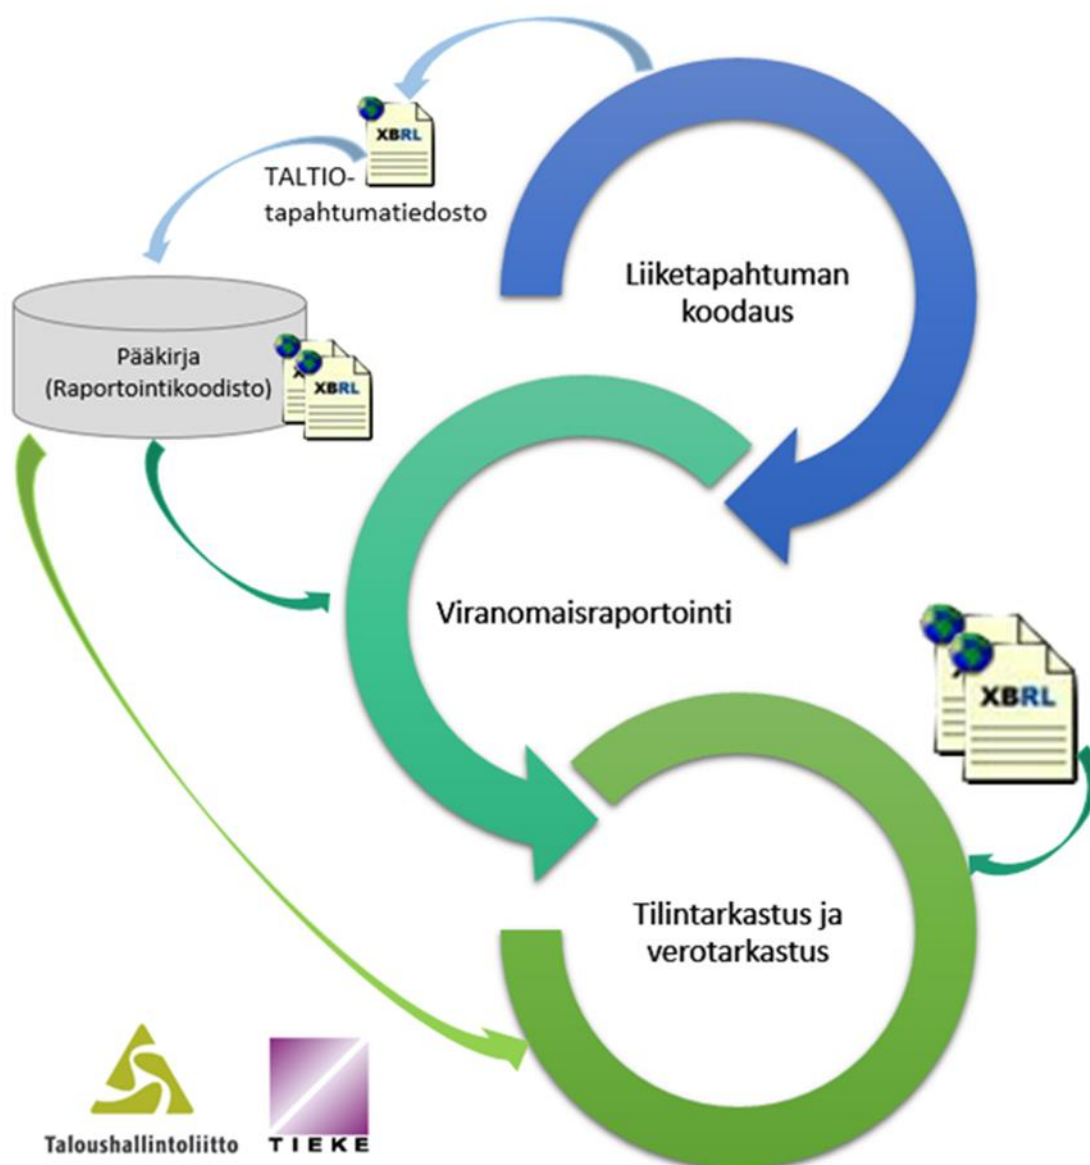 XBRL
TALTIO-
tapahtumatiedosto
Liiketapahtuman
koodaus
Pääkirja
(Raportointikoodisto)
X
XBRL
Viranomaisraportointi
XBRL
Tilintarkastus ja
verotarkastus
Taloushallintoliitto
TIEKE